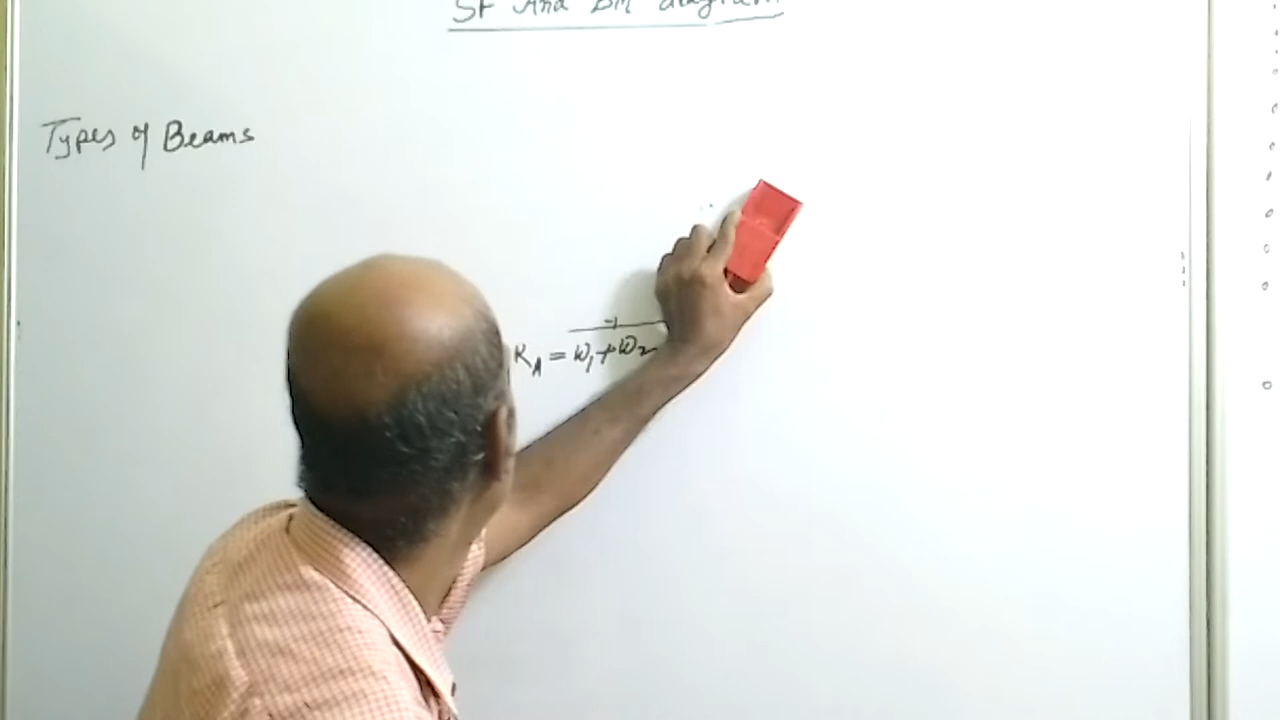 SF And BM diagram
Types of Beams
R_A = W₁ + W₂